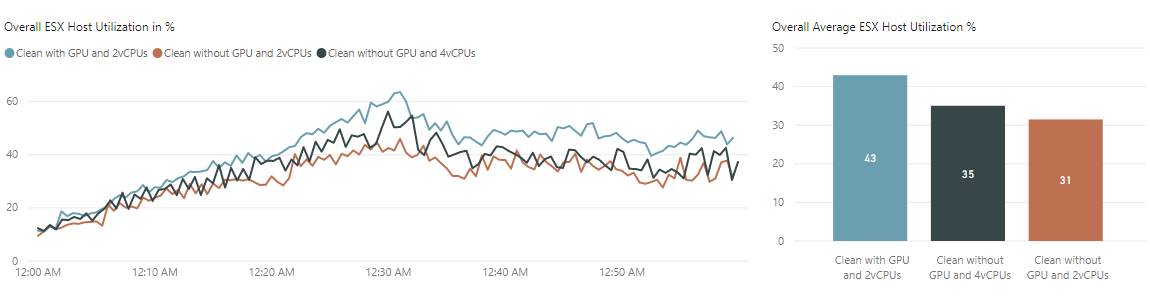 Overall ESX Host Utilization in %
Clean with GPU and 2vCPUs Clean without GPU and 2vCPUs Clean without GPU and 4vCPUs
60
40
20
0
12:00 AM 12:10 AM 12:20 AM 12:30 AM 12:40 AM 12:50 AM
Overall Average ESX Host Utilization %
50
40
30
20
10
0
43
35
31
Clean with GPU
and 2vCPUs
Clean without
GPU and 4vCPUs
Clean without
GPU and 2vCPUs